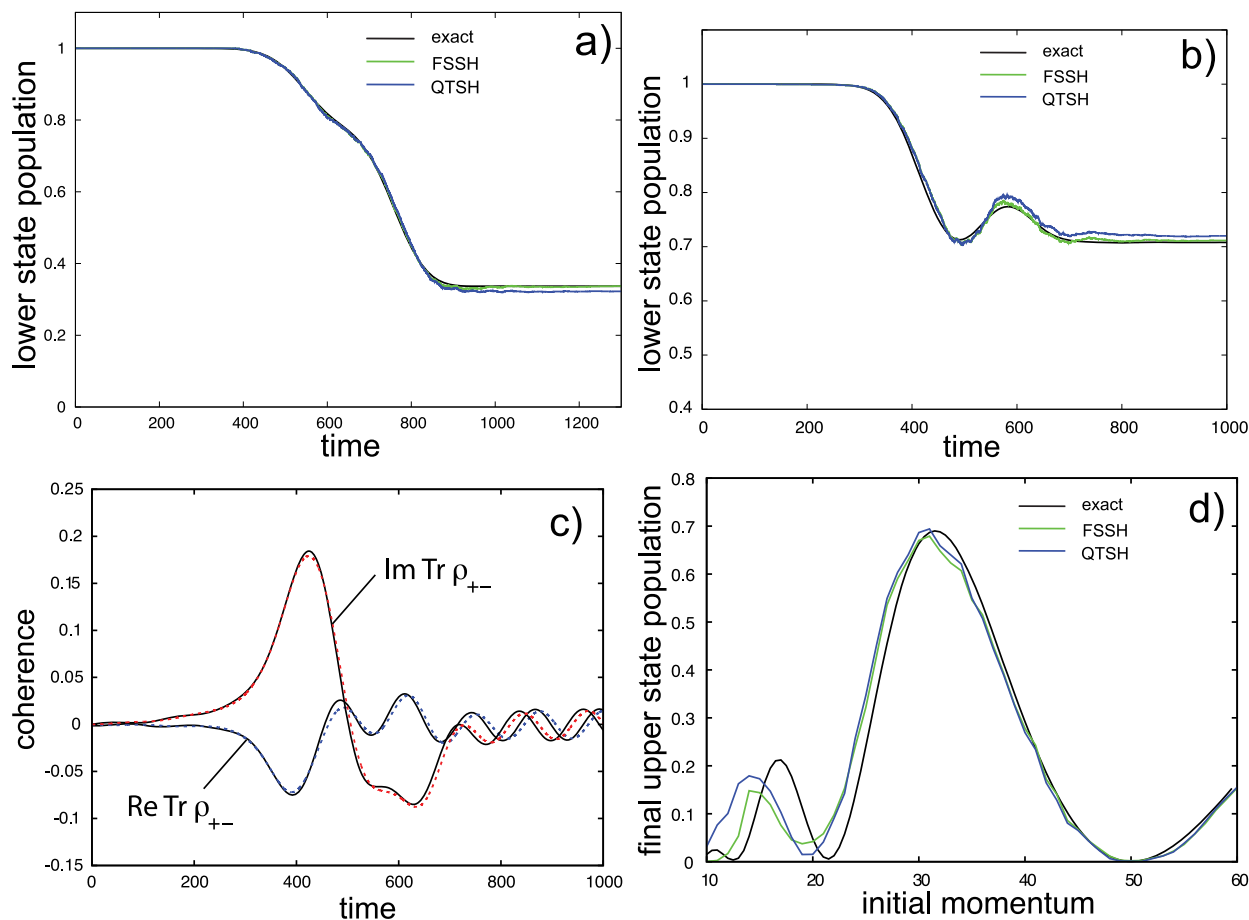 a)
exact
FSSH
QTSH
lower state population
1
0.8
0.6
0.4
0.2
0
0 200 400 600 800 1000 1200
time
b)
exact
FSSH
QTSH
lower state population
1
0.9
0.8
0.7
0.6
0.5
0.4
0 200 400 600 800 1000
time
c)
Im Tr ρ+−
Re Tr ρ+−
coherence
0.25
0.2
0.15
0.1
0.05
0
-0.05
-0.1
-0.15
0 200 400 600 800 1000
time
d)
exact
FSSH
QTSH
final upper state population
0.8
0.7
0.6
0.5
0.4
0.3
0.2
0.1
0
10 20 30 40 50 60
initial momentum